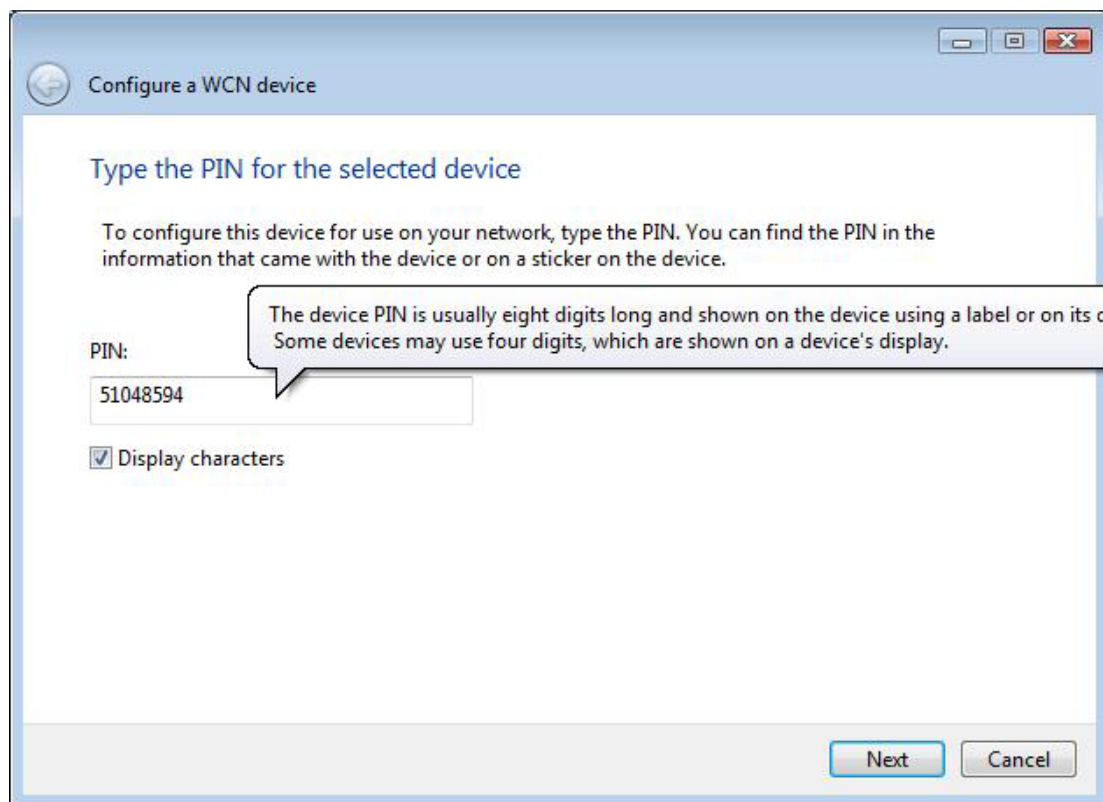 Configure a WCN device
Type the PIN for the selected device
To configure this device for use on your network, type the PIN. You can find the PIN in the
information that came with the device or on a sticker on the device.
The device PIN is usually eight digits long and shown on the device using a label or on its
Some devices may use four digits, which are shown on a device's display.
PIN:
51048594
Display characters
Next
Cancel